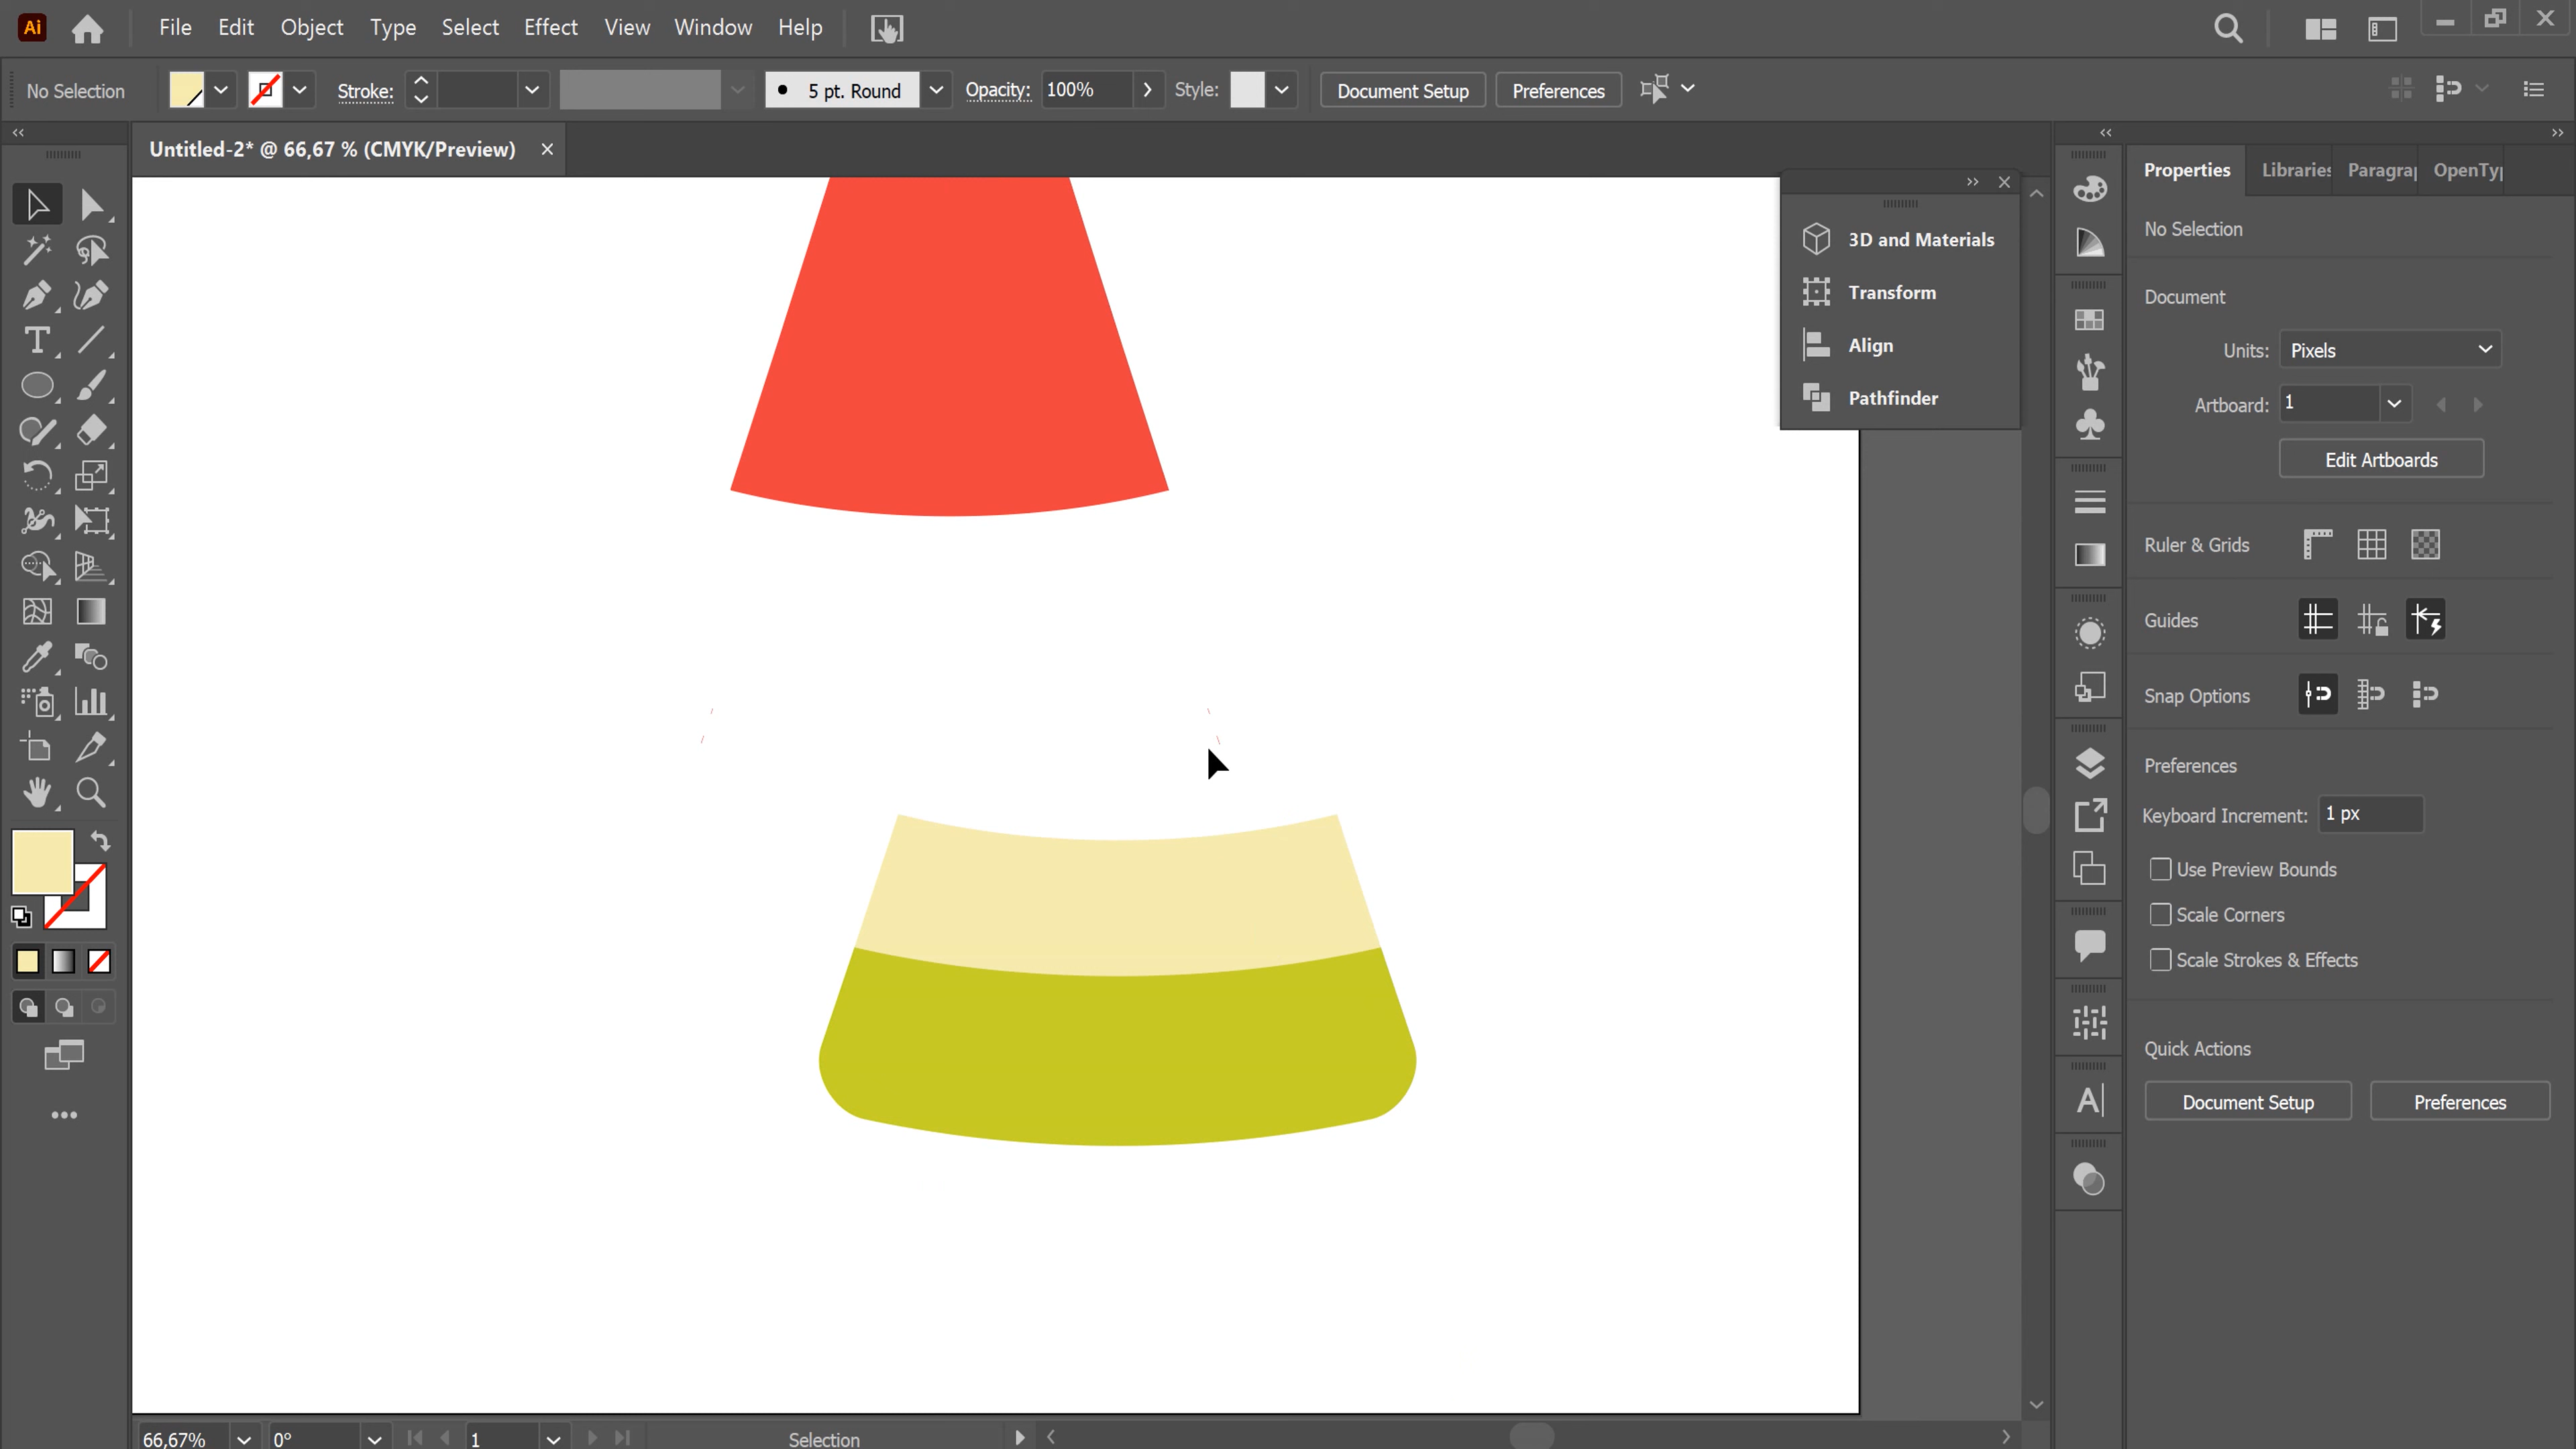 Ai File Edit Object Type Select Effect View Window Help
No Selection Stroke: 5 pt. Round Opacity: 100% Style: Document Setup Preferences
Untitled-2* @ 66,67 % (CMYK/Preview)
3D and Materials
Transform
Align
Pathfinder
Properties Libraries Paragra OpenTy
No Selection
Document
Units: Pixels
Artboard: 1
Edit Artboards
Ruler & Grids
Guides
Snap Options
Preferences
Keyboard Increment: 1 px
Use Preview Bounds
Scale Corners
Scale Strokes & Effects
Quick Actions
Document Setup Preferences
66,67% 0° 1 Selection